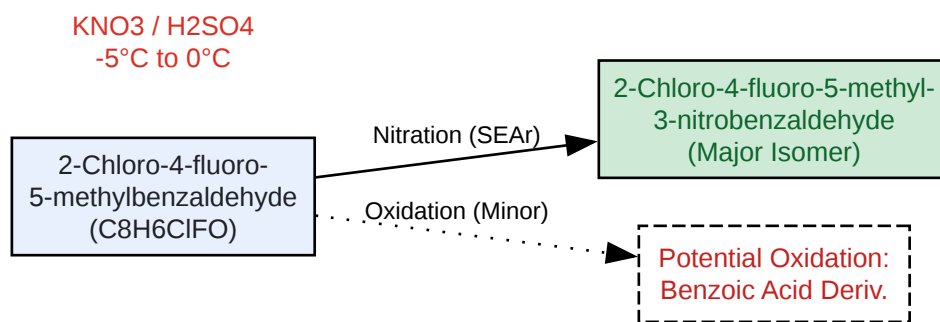 KNO3 / H2SO4
-5°C to 0°C
2-Chloro-4-fluoro-5-methyl-
3-nitrobenzaldehyde
(Major Isomer)
Nitration (SEAr)
2-Chloro-4-fluoro-
5-methylbenzaldehyde
(C8H6ClFO)
Oxidation (Minor)
Potential Oxidation:
Benzoic Acid Deriv.